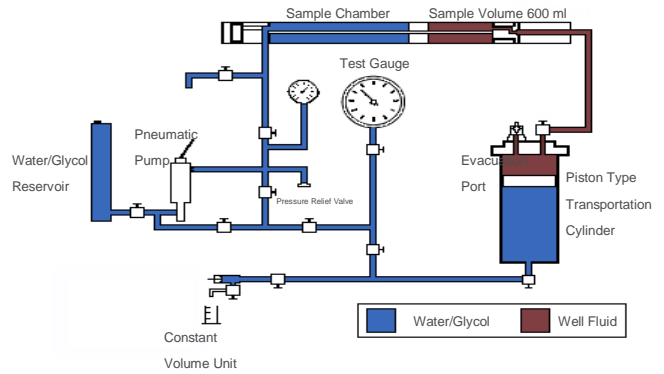 Sample Chamber
Sample Volume 600 ml
Test Gauge
Pneumatic
Pump
Water/Glycol
Reservoir
Evacuation
Port
Piston Type
Transportation
Cylinder
Pressure Relief Valve
Constant
Volume Unit
Water/Glycol
Well Fluid